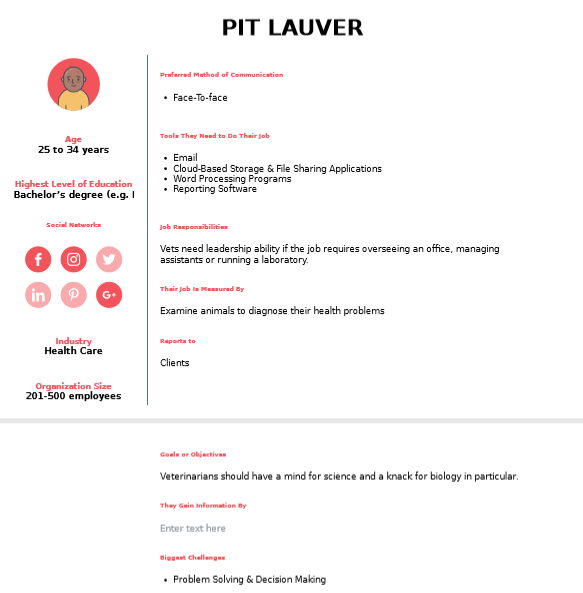 PIT LAUVER
Age
25 to 34 years
Highest Level of Education
Bachelor’s degree (e.g. 
Social Networks
Industry
Health Care
Organization Size
201-500 employees
Preferred Method of Communication
• Face-To-face
Tools They Need to Do Their Job
• Email
• Cloud-Based Storage & File Sharing Applications
• Word Processing Programs
• Reporting Software
Job Responsibilities
Vets need leadership ability if the job requires overseeing an office, managing
assistants or running a laboratory.
Their Job Is Measured By
Examine animals to diagnose their health problems
Reports to
Clients
Goals or Objectives
Veterinarians should have a mind for science and a knack for biology in particular.
They Gain Information By
Enter text here
Biggest Challenges
• Problem Solving & Decision Making